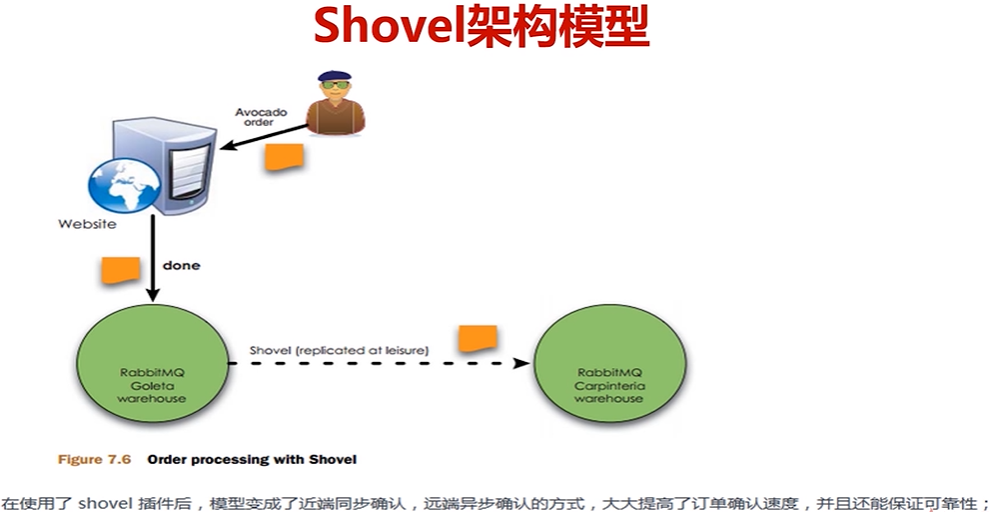 Shovel架构模型
Avocado
order
Website
done
Shovel (replicated at leisure)
RabbitMQ
Goleta
warehouse
RabbitMQ
Carpinteria
warehouse
Figure 7.6 Order processing with Shovel
在使用了 shovel 插件后，模型变成了近端同步确认，远端异步确认的方式，大大提高了订单确认速度，并且还能保证可靠性；